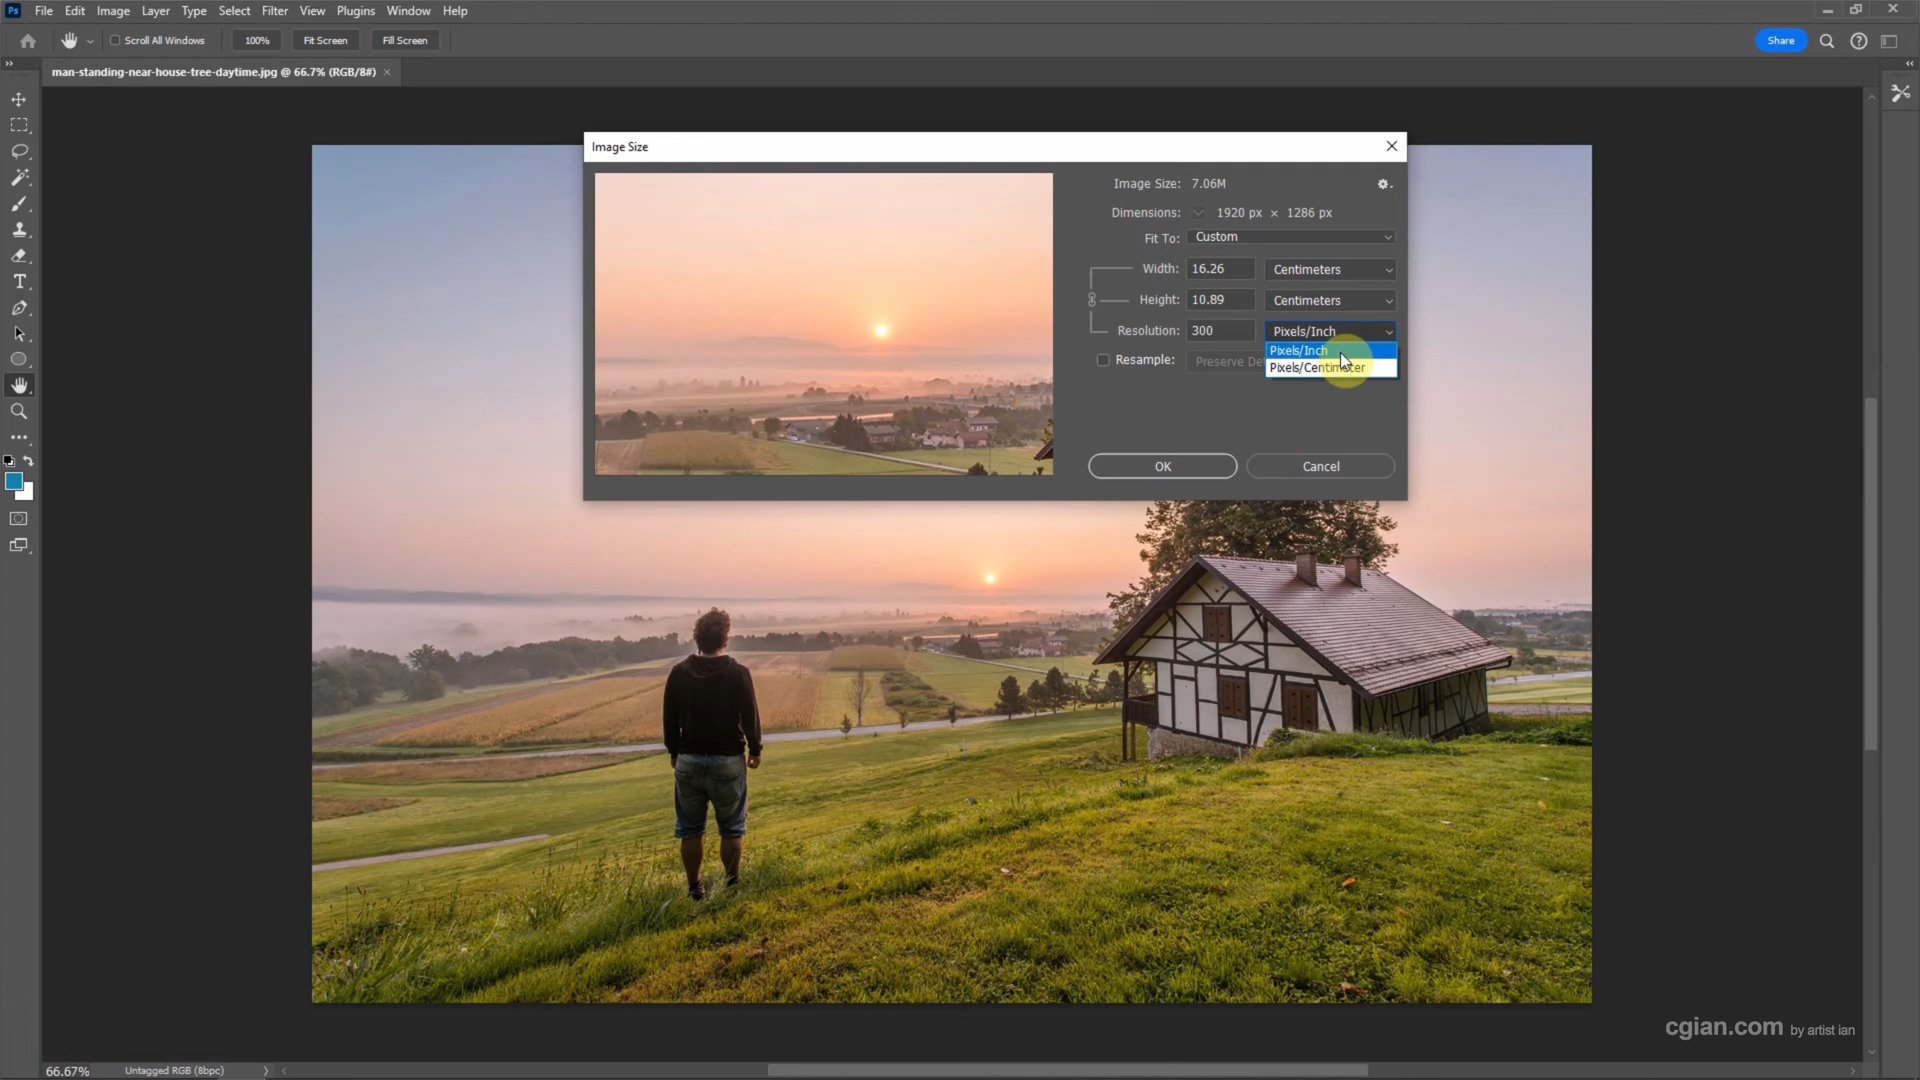 Ps File Edit Image Layer Type Select Filter View Plugins Window Help
Scroll All Windows 100% Fit Screen Fill Screen Share
man-standing-near-house-tree-daytime.jpg @ 66.7% (RGB/8#)
Image Size
Image Size: 7.06M
Dimensions: 1920 px × 1286 px
Fit To: Custom
Width: 16.26 Centimeters
Height: 10.89 Centimeters
Resolution: 300 Pixels/Inch
Pixels/Inch
Resample: Preserve De
Pixels/Centimeter
OK Cancel
cgian.com by artist ian
66.67% Untagged RGB (8bpc)